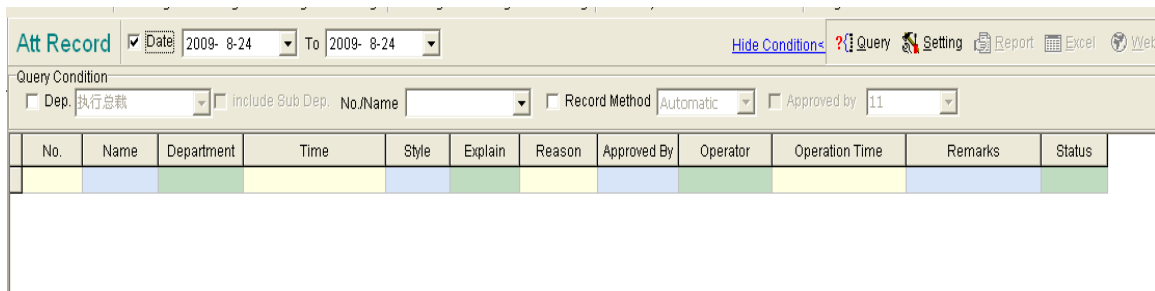 Att Record Date 2009- 8-24 To 2009- 8-24 Hide Condition< ?{ Query Setting Report Excel Web
Query Condition
Dep. 执行总裁 include Sub Dep. No./Name Record Method Automatic Approved by 11
No. Name Department Time Style Explain Reason Approved By Operator Operation Time Remarks Status